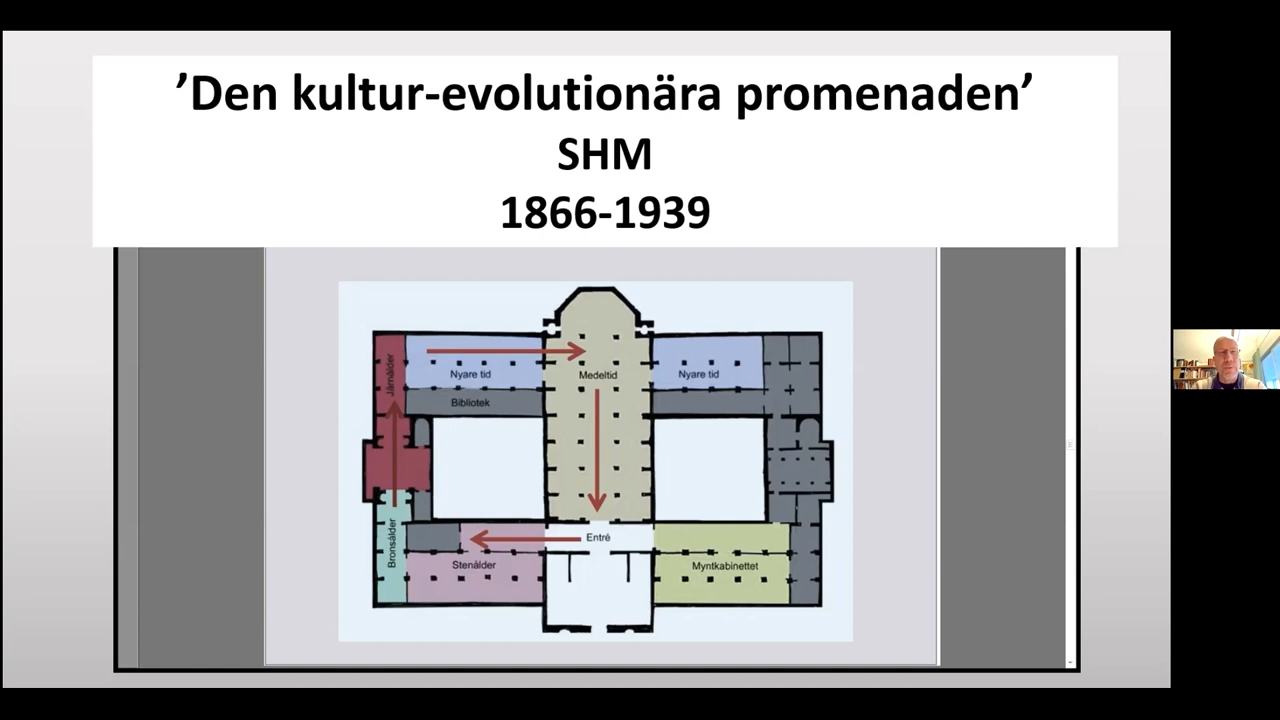 ’Den kultur-evolutionära promenaden’
SHM
1866-1939
Järnålder
Nyare tid
Medeltid
Nyare tid
Bibliotek
Bronsålder
Entré
Stenålder
Myntkabinettet